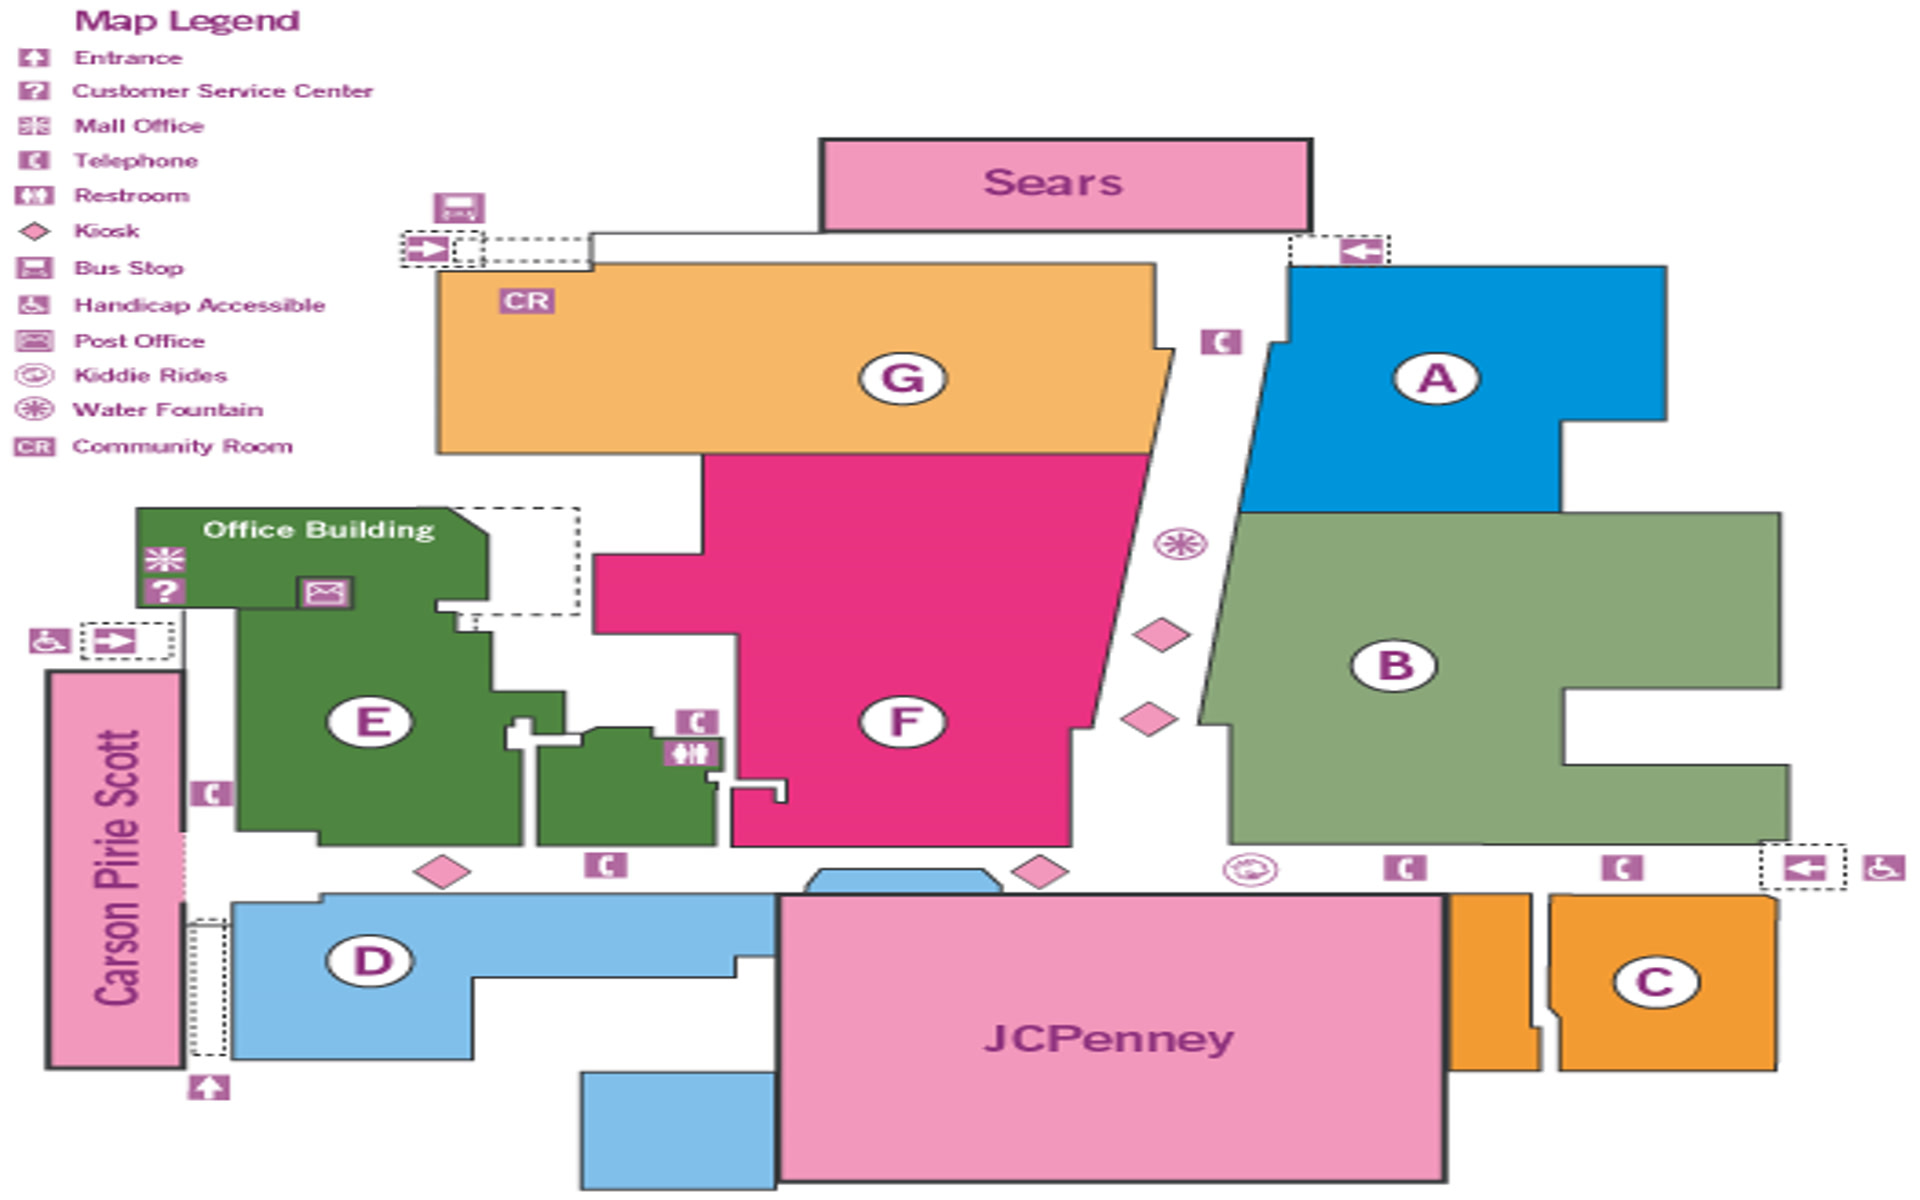 Map Legend
Entrance
? Customer Service Center
Mall Office
Telephone
Restroom
Kiosk
Bus Stop
Handicap Accessible
Post Office
Kiddie Rides
Water Fountain
CR Community Room
Sears
CR
G
A
Office Building
?
B
E
F
Carson Pirie Scott
D
C
JCPenney